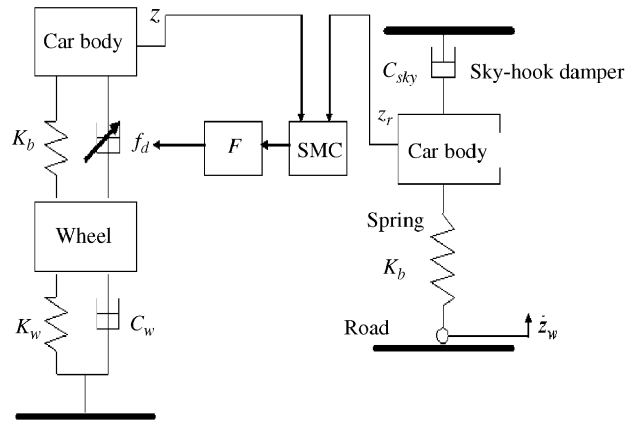 z
Car body
C_sky
Sky-hook damper
z_r
K_b
f_d
F
SMC
Car body
Wheel
Spring
K_b
K_w
C_w
Road
ż_w